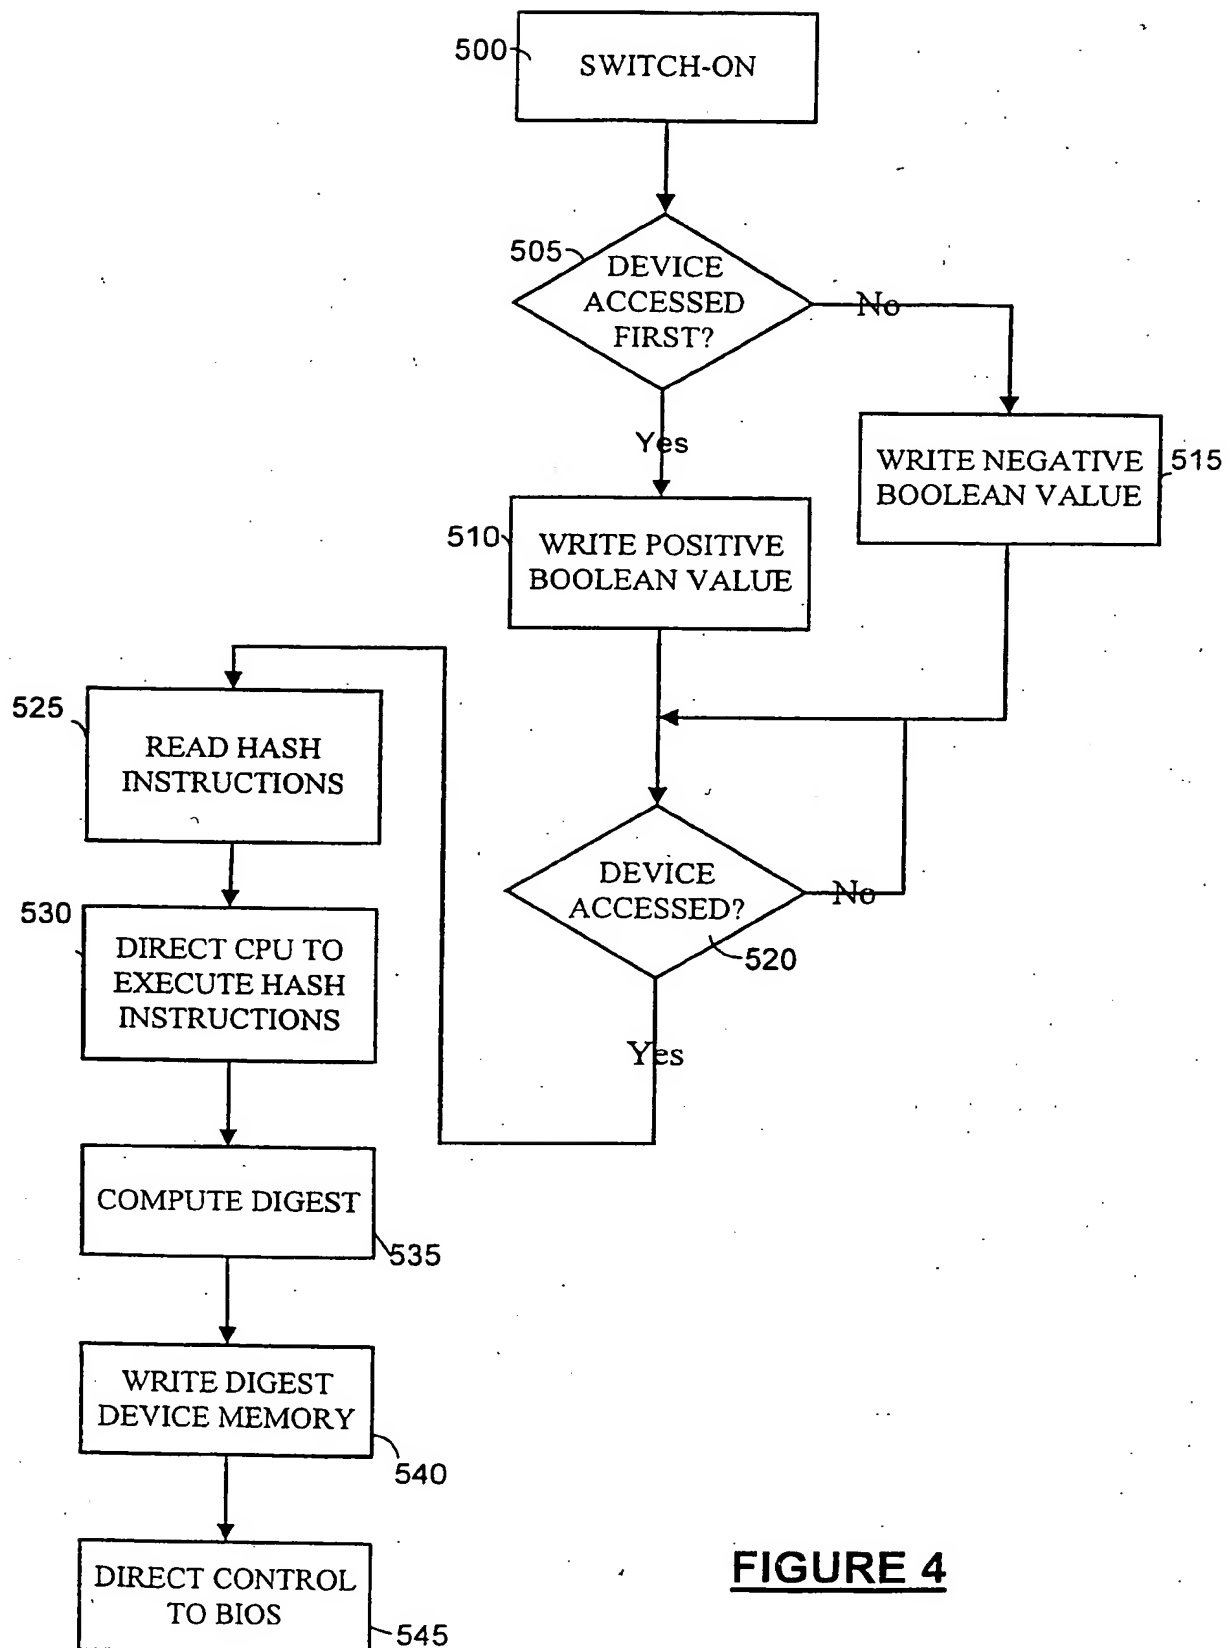 500
SWITCH-ON
505
DEVICE
ACCESSED
FIRST?
No
Yes
WRITE NEGATIVE
BOOLEAN VALUE
515
510
WRITE POSITIVE
BOOLEAN VALUE
525
READ HASH
INSTRUCTIONS
DEVICE
ACCESSED?
No
520
Yes
530
DIRECT CPU TO
EXECUTE HASH
INSTRUCTIONS
COMPUTE DIGEST
535
WRITE DIGEST
DEVICE MEMORY
540
DIRECT CONTROL
TO BIOS
545
FIGURE 4